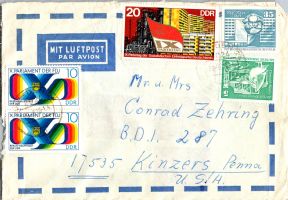 MIT LUFTPOST
PAR AVION
20
DDR
35
X. PARLAMENT DER FDJ
10
DDR
X. PARLAMENT DER FDJ
10
DDR
Mr. u. Mrs
Conrad Zehring
B.D.I. 287
17535 Kinzers Penna
U.S.A.